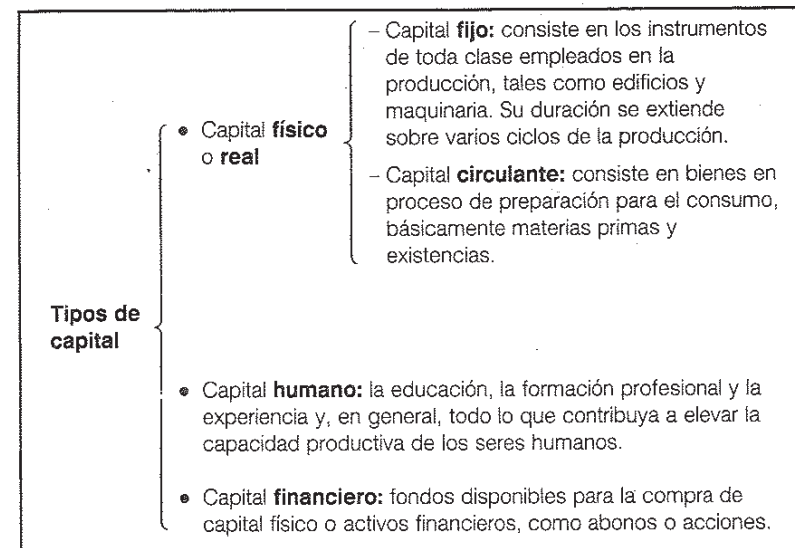 – Capital fijo: consiste en los instrumentos
de toda clase empleados en la
producción, tales como edificios y
maquinaria. Su duración se extiende
sobre varios ciclos de la producción.
• Capital físico
o real
– Capital circulante: consiste en bienes en
proceso de preparación para el consumo,
básicamente materias primas y
existencias.
Tipos de
capital
• Capital humano: la educación, la formación profesional y la
experiencia y, en general, todo lo que contribuya a elevar la
capacidad productiva de los seres humanos.
• Capital financiero: fondos disponibles para la compra de
capital físico o activos financieros, como abonos o acciones.